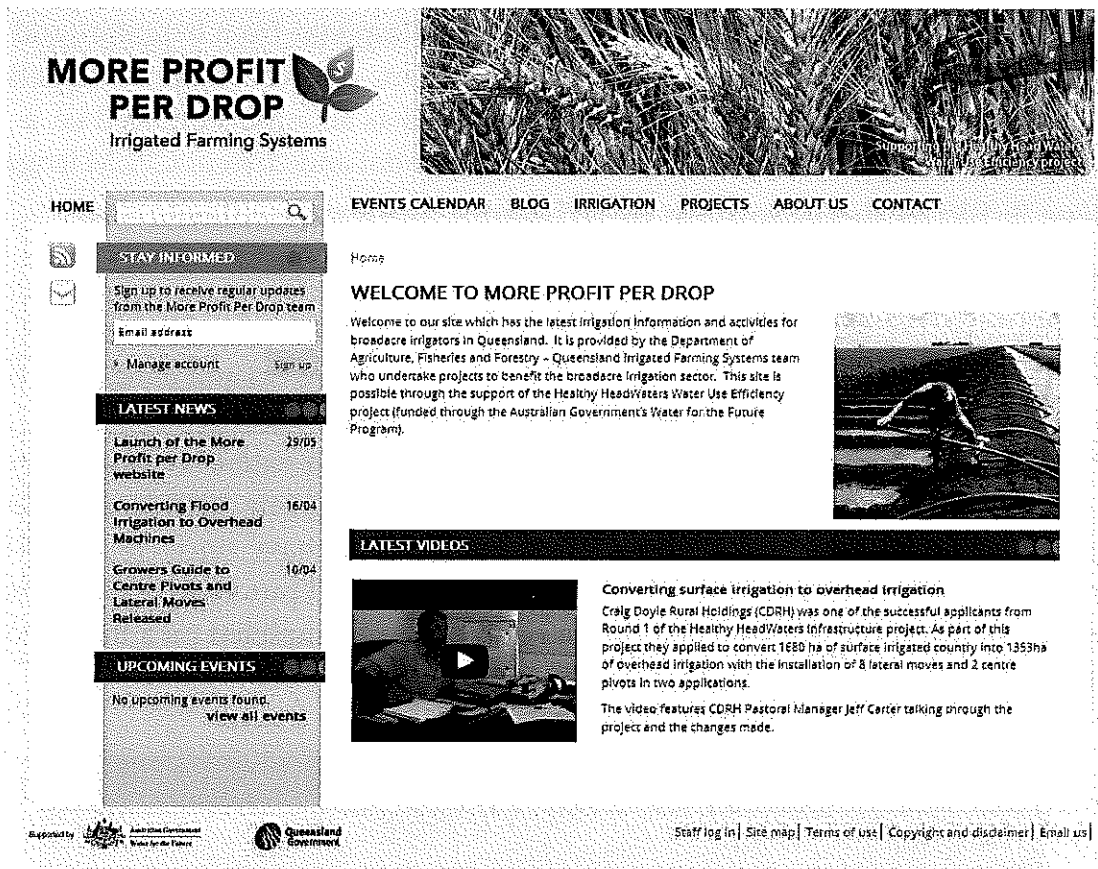 MORE PROFIT
PER DROP
Irrigated Farming Systems
Supporting the Healthy Head Waters
Water Use Efficiency project
HOME
EVENTS CALENDAR BLOG IRRIGATION PROJECTS ABOUT US CONTACT
STAY INFORMED
Sign up to receive regular updates
from the More Profit Per Drop team
Email address
Manage account Sign up
LATEST NEWS
Launch of the More 29/05
Profit per Drop
website
Converting Flood 16/04
Irrigation to Overhead
Machines
Growers Guide to 10/04
Centre Pivots and
Lateral Moves
Released
UPCOMING EVENTS
No upcoming events found.
view all events
Home
WELCOME TO MORE PROFIT PER DROP
Welcome to our site which has the latest irrigation information and activities for
broadacre irrigators in Queensland. It is provided by the Department of
Agriculture, Fisheries and Forestry – Queensland Irrigated Farming Systems team
who undertake projects to benefit the broadacre irrigation sector. This site is
possible through the support of the Healthy HeadWaters Water Use Efficiency
project (funded through the Australian Government's Water for the Future
Program).
LATEST VIDEOS
Converting surface irrigation to overhead irrigation
Craig Doyle Rural Holdings (CDRH) was one of the successful applicants from
Round 1 of the Healthy HeadWaters Infrastructure project. As part of this
project they applied to convert 1680 ha of surface irrigated country into 1353ha
of overhead irrigation with the installation of 8 lateral moves and 2 centre
pivots in two applications.
The video features CDRH Pastoral Manager Jeff Carter talking through the
project and the changes made.
Supported by
Australian Government
Water for the Future
Queensland
Government
Staff log in| Site map| Terms of use| Copyright and disclaimer| Email us|